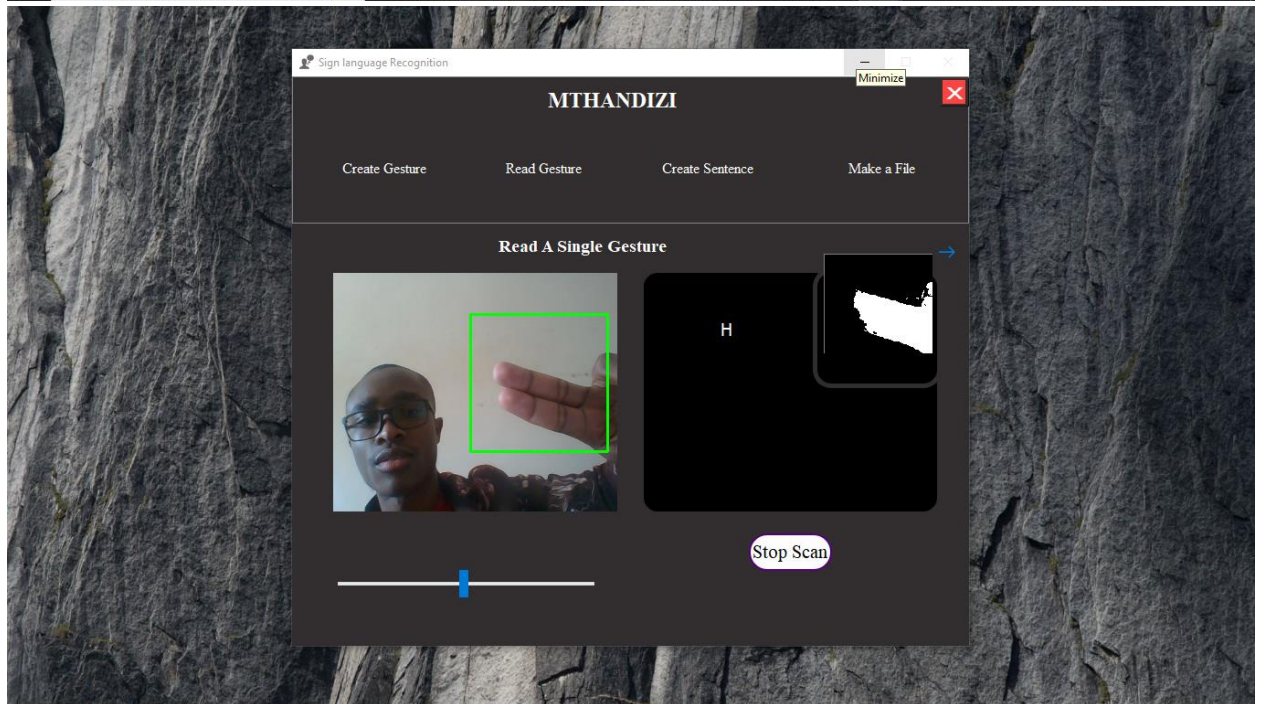 Sign language Recognition
Minimize
MTHANDIZI
Create Gesture Read Gesture Create Sentence Make a File
Read A Single Gesture
H
Stop Scan